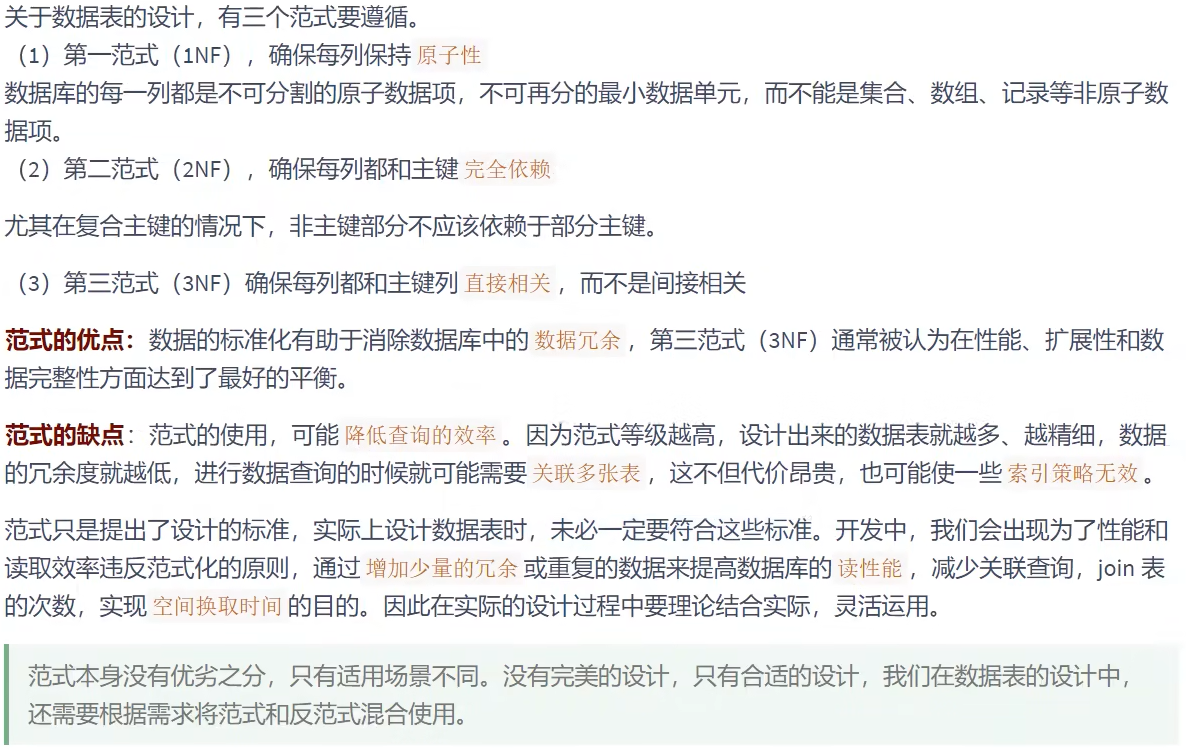 关于数据表的设计，有三个范式要遵循。
（1）第一范式（1NF），确保每列保持 原子性
数据库的每一列都是不可分割的原子数据项，不可再分的最小数据单元，而不能是集合、数组、记录等非原子数
据项。
（2）第二范式（2NF），确保每列都和主键 完全依赖
尤其在复合主键的情况下，非主键部分不应该依赖于部分主键。
（3）第三范式（3NF）确保每列都和主键列 直接相关 ，而不是间接相关
范式的优点：数据的标准化有助于消除数据库中的 数据冗余 ，第三范式（3NF）通常被认为在性能、扩展性和数
据完整性方面达到了最好的平衡。
范式的缺点：范式的使用，可能 降低查询的效率 。因为范式等级越高，设计出来的数据表就越多、越精细，数据
的冗余度就越低，进行数据查询的时候就可能需要 关联多张表 ，这不但代价昂贵，也可能使一些 索引策略无效 。
范式只是提出了设计的标准，实际上设计数据表时，未必一定要符合这些标准。开发中，我们会出现为了性能和
读取效率违反范式化的原则，通过 增加少量的冗余 或重复的数据来提高数据库的 读性能 ，减少关联查询，join 表
的次数，实现 空间换取时间 的目的。因此在实际的设计过程中要理论结合实际，灵活运用。
范式本身没有优劣之分，只有适用场景不同。没有完美的设计，只有合适的设计，我们在数据表的设计中，
还需要根据需求将范式和反范式混合使用。